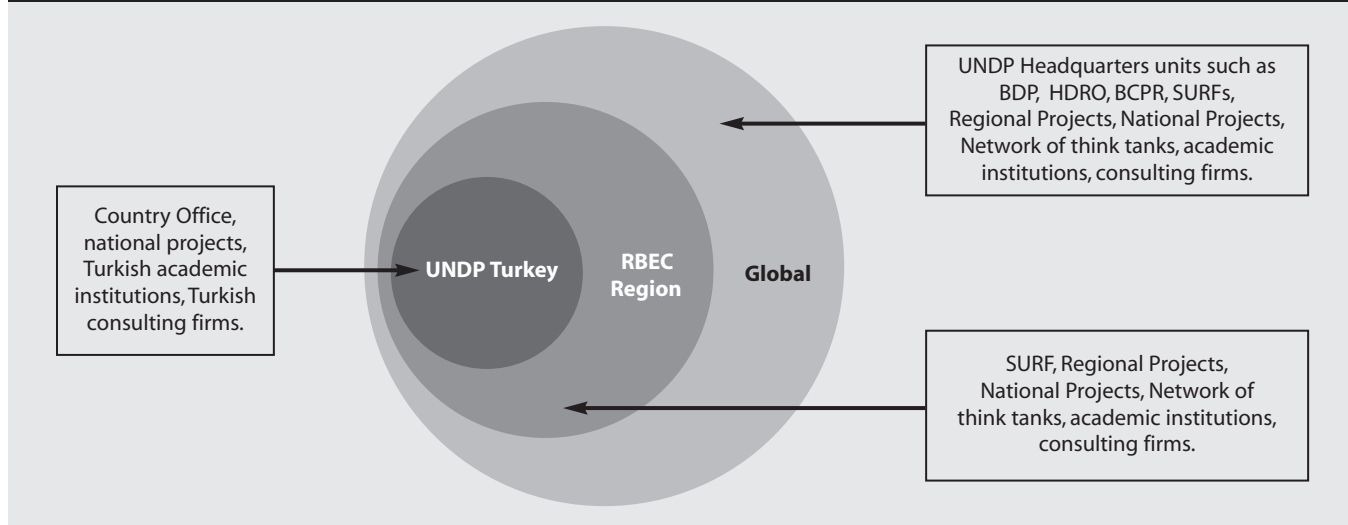 UNDP Headquarters units such as
BDP, HDRO, BCPR, SURFs,
Regional Projects, National Projects,
Network of think tanks, academic
institutions, consulting firms.
Country Office,
national projects,
Turkish academic
institutions, Turkish
consulting firms.
UNDP Turkey
RBEC
Region
Global
SURF, Regional Projects,
National Projects, Network of
think tanks, academic institutions,
consulting firms.